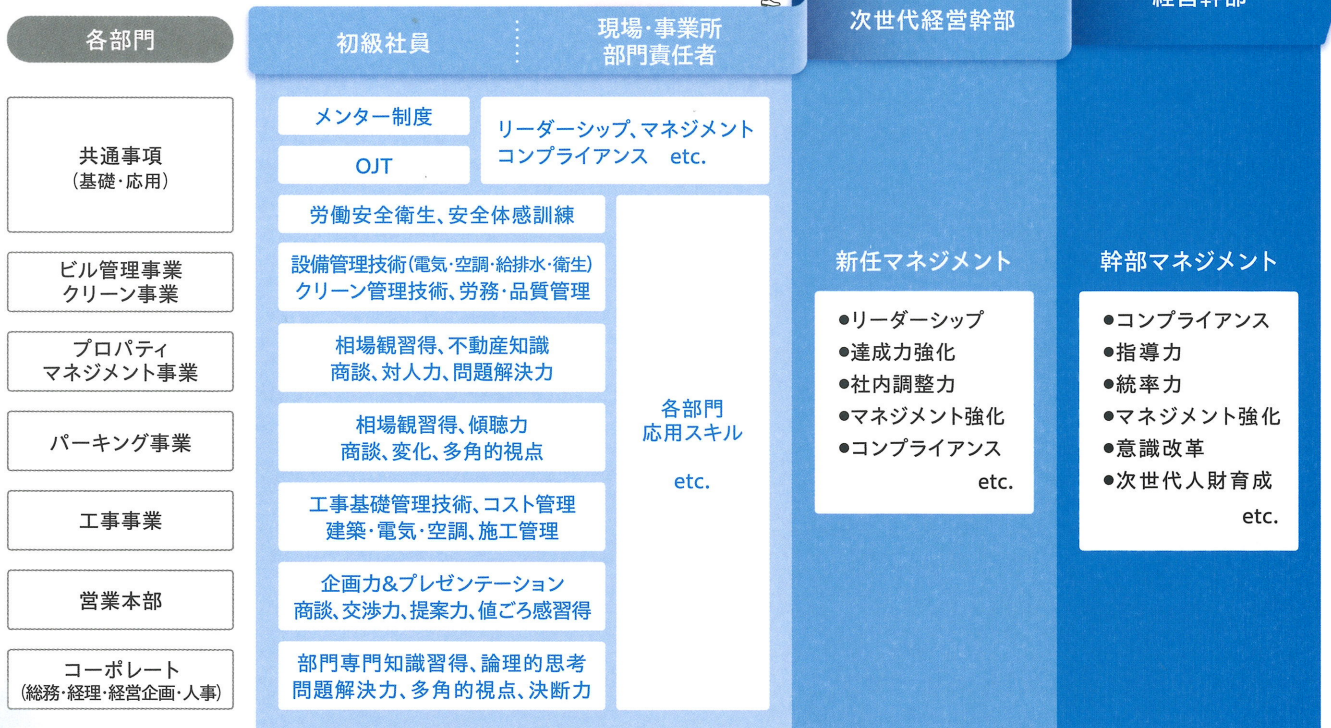 各部門
初級社員
現場・事業所
部門責任者
次世代経営幹部
経営幹部
共通事項
(基礎・応用)
メンター制度
OJT
リーダーシップ、マネジメント
コンプライアンス etc.
労働安全衛生、安全体感訓練
ビル管理事業
クリーン事業
設備管理技術(電気・空調・給排水・衛生)
クリーン管理技術、労務・品質管理
プロパティ
マネジメント事業
相場観習得、不動産知識
商談、対人力、問題解決力
パーキング事業
相場観習得、傾聴力
商談、変化、多角的視点
工事事業
工事基礎管理技術、コスト管理
建築・電気・空調、施工管理
営業本部
企画力&プレゼンテーション
商談、交渉力、提案力、値ごろ感習得
コーポレート
(総務・経理・経営企画・人事)
部門専門知識習得、論理的思考
問題解決力、多角的視点、決断力
各部門
応用スキル
etc.
新任マネジメント
●リーダーシップ
●達成力強化
●社内調整力
●マネジメント強化
●コンプライアンス
etc.
幹部マネジメント
●コンプライアンス
●指導力
●統率力
●マネジメント強化
●意識改革
●次世代人財育成
etc.